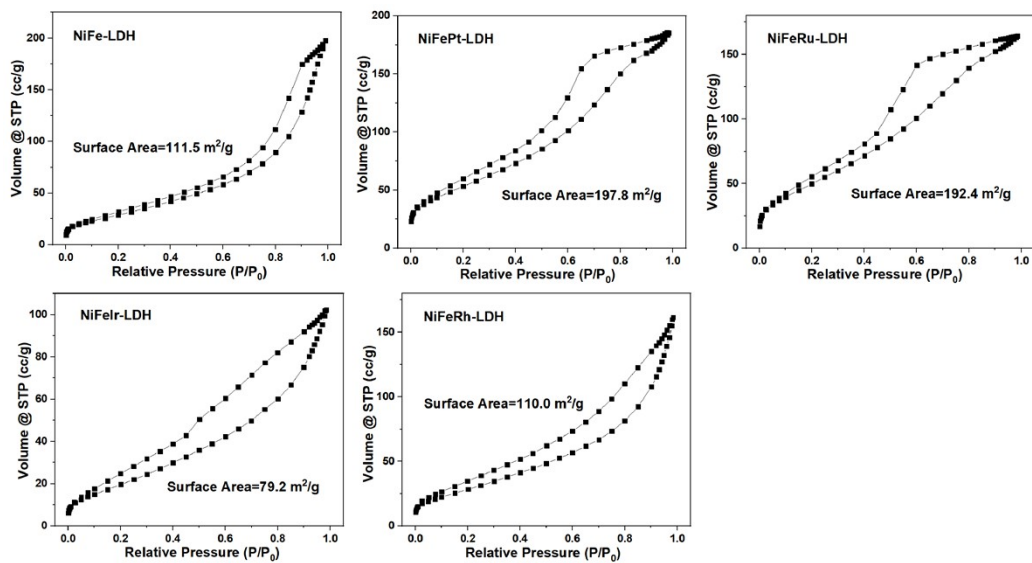 NiFe-LDH
Surface Area=111.5 m²/g
Volume @ STP (cc/g)
200
150
100
50
0
0.0 0.2 0.4 0.6 0.8 1.0
Relative Pressure (P/P₀)
NiFePt-LDH
Surface Area=197.8 m²/g
Volume @ STP (cc/g)
200
150
100
50
0
0.0 0.2 0.4 0.6 0.8 1.0
Relative Pressure (P/P₀)
NiFeRu-LDH
Surface Area=192.4 m²/g
Volume @ STP (cc/g)
150
100
50
0
0.0 0.2 0.4 0.6 0.8 1.0
Relative Pressure (P/P₀)
NiFeIr-LDH
Surface Area=79.2 m²/g
Volume @ STP (cc/g)
100
80
60
40
20
0
0.0 0.2 0.4 0.6 0.8 1.0
Relative Pressure (P/P₀)
NiFeRh-LDH
Surface Area=110.0 m²/g
Volume @ STP (cc/g)
150
100
50
0
0.0 0.2 0.4 0.6 0.8 1.0
Relative Pressure (P/P₀)